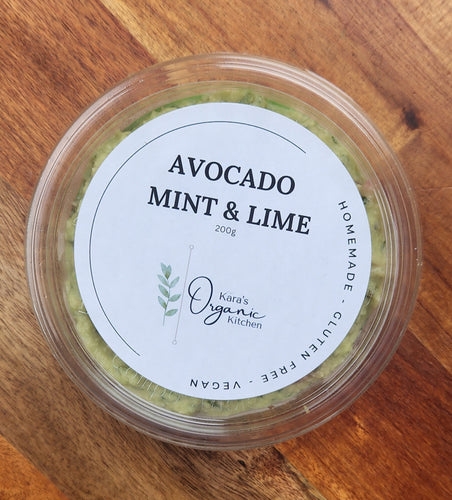 AVOCADO
MINT & LIME
200g
Kara's
Organic
Kitchen
HOMEMADE - GLUTEN FREE - VEGAN